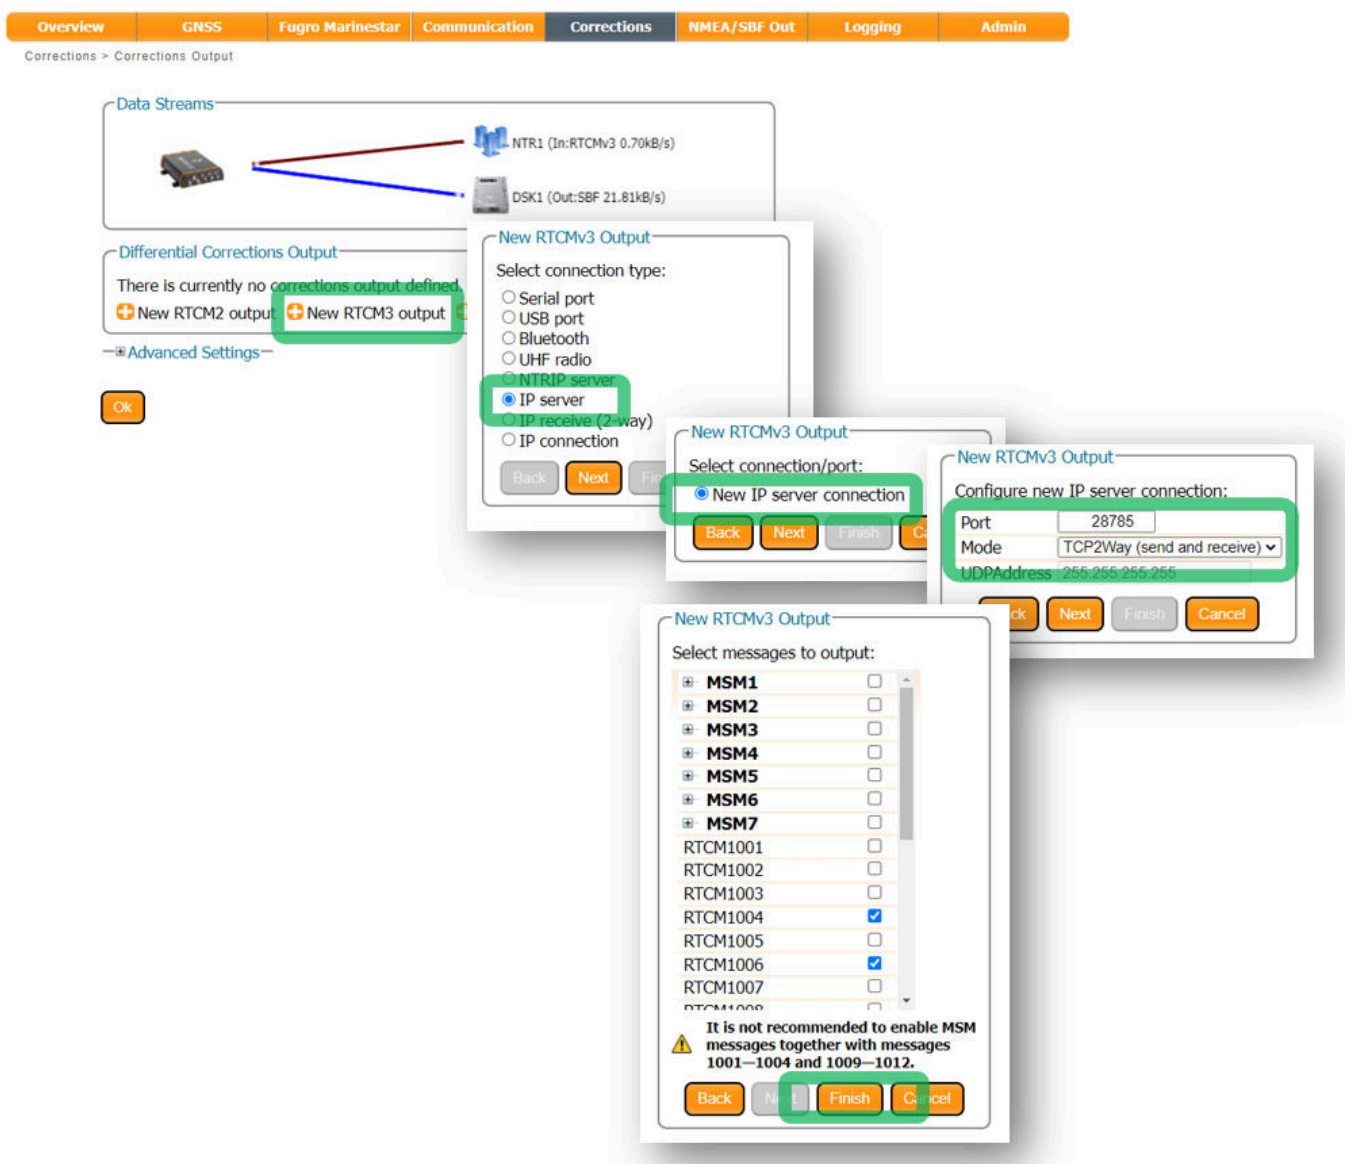 Overview GNSS Fugro Marinestar Communication Corrections NMEA/SBF Out Logging Admin
Corrections > Corrections Output
Data Streams
NTR1 (In:RTCMv3 0.70kB/s)
DSK1 (Out:SBF 21.81kB/s)
Differential Corrections Output
There is currently no corrections output defined.
New RTCM2 output New RTCM3 output
Advanced Settings
Ok
New RTCMv3 Output
Select connection type:
Serial port
USB port
Bluetooth
UHF radio
NTRIP server
IP server
IP receive (2-way)
IP connection
Back Next Fin
New RTCMv3 Output
Select connection/port:
New IP server connection
Back Next Finish Ca
New RTCMv3 Output
Configure new IP server connection:
Port 28785
Mode TCP2Way (send and receive)
UDPAddress 255.255.255.255
ck Next Finish Cancel
New RTCMv3 Output
Select messages to output:
MSM1
MSM2
MSM3
MSM4
MSM5
MSM6
MSM7
RTCM1001
RTCM1002
RTCM1003
RTCM1004
RTCM1005
RTCM1006
RTCM1007
RTCM1008
It is not recommended to enable MSM
messages together with messages
1001—1004 and 1009—1012.
Back Next Finish Cancel